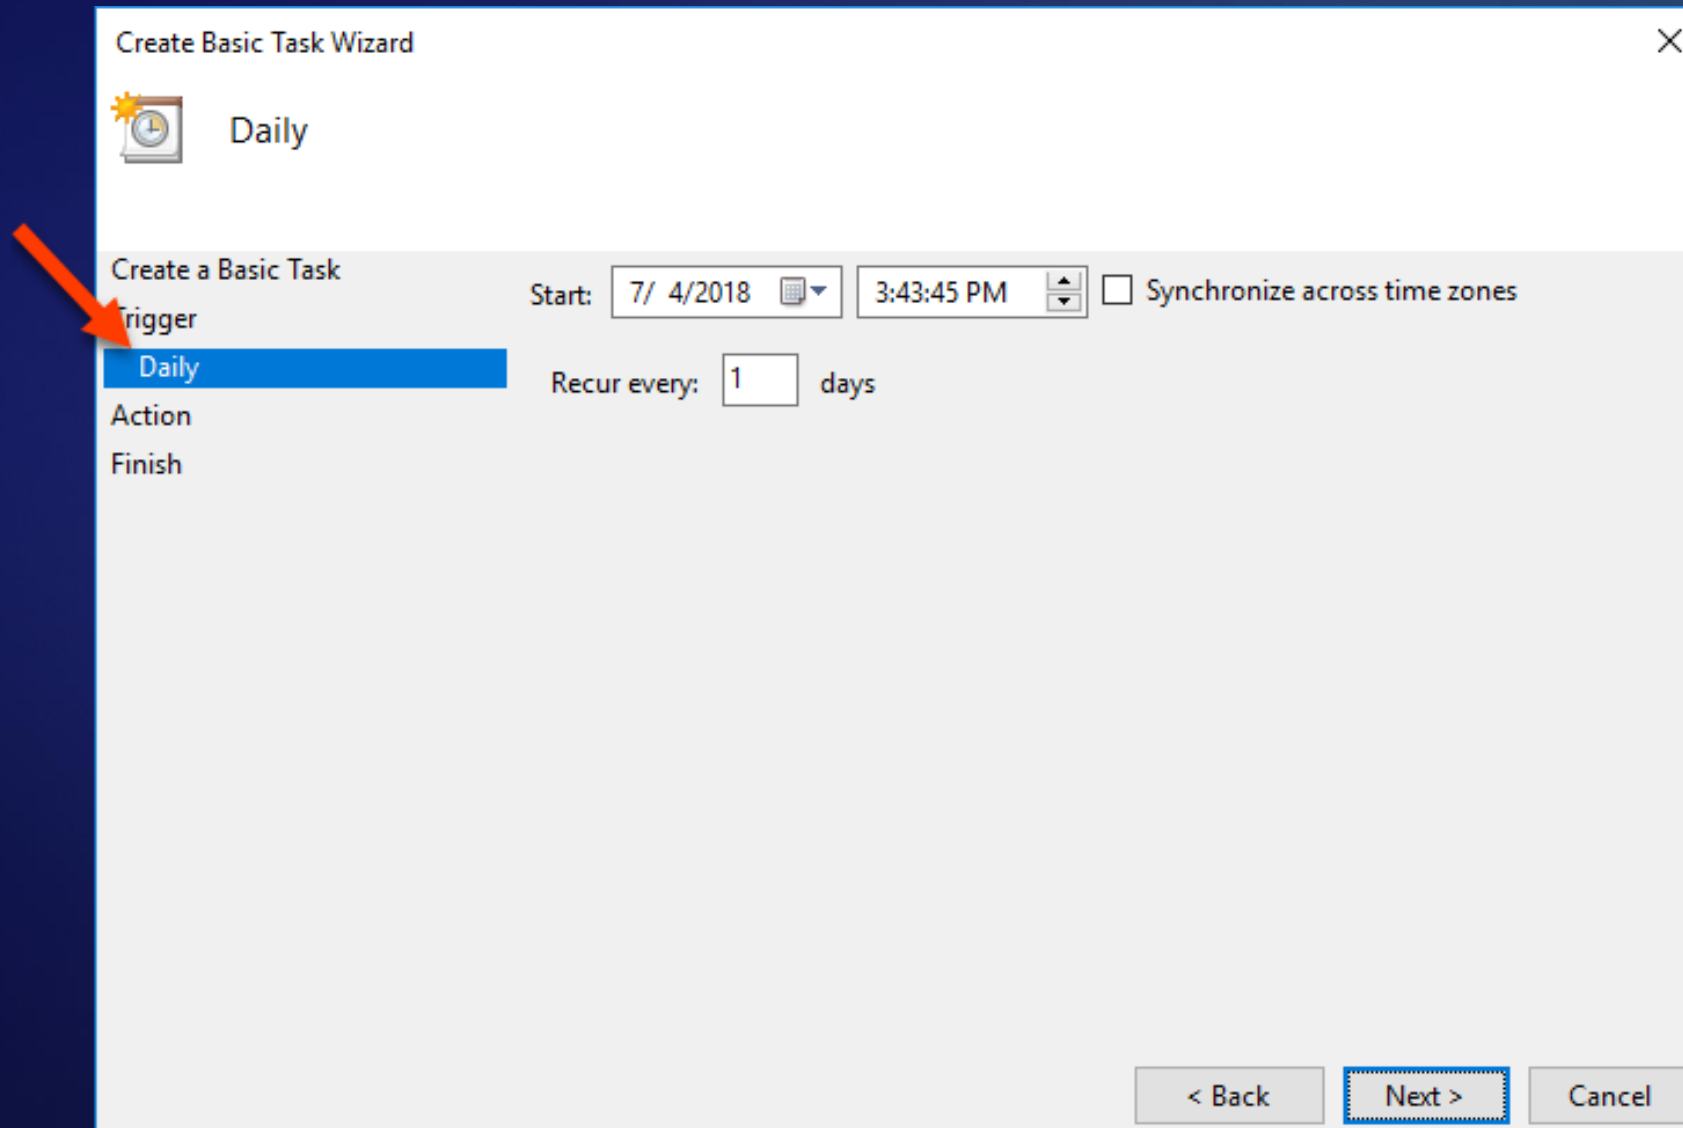 Create Basic Task Wizard
Daily
Create a Basic Task
Trigger
Daily
Action
Finish
Start: 7/ 4/2018 3:43:45 PM Synchronize across time zones
Recur every: 1 days
< Back Next > Cancel